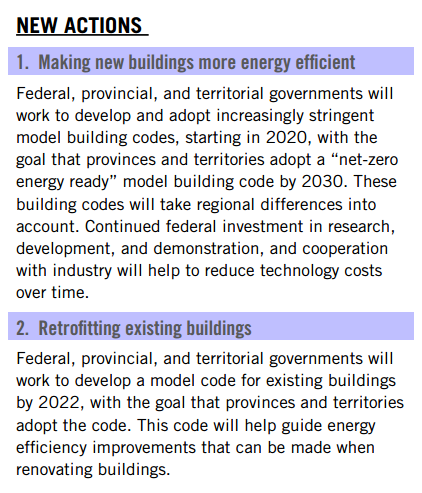 NEW ACTIONS
1. Making new buildings more energy efficient
Federal, provincial, and territorial governments will
work to develop and adopt increasingly stringent
model building codes, starting in 2020, with the
goal that provinces and territories adopt a “net-zero
energy ready” model building code by 2030. These
building codes will take regional differences into
account. Continued federal investment in research,
development, and demonstration, and cooperation
with industry will help to reduce technology costs
over time.
2. Retrofitting existing buildings
Federal, provincial, and territorial governments will
work to develop a model code for existing buildings
by 2022, with the goal that provinces and territories
adopt the code. This code will help guide energy
efficiency improvements that can be made when
renovating buildings.